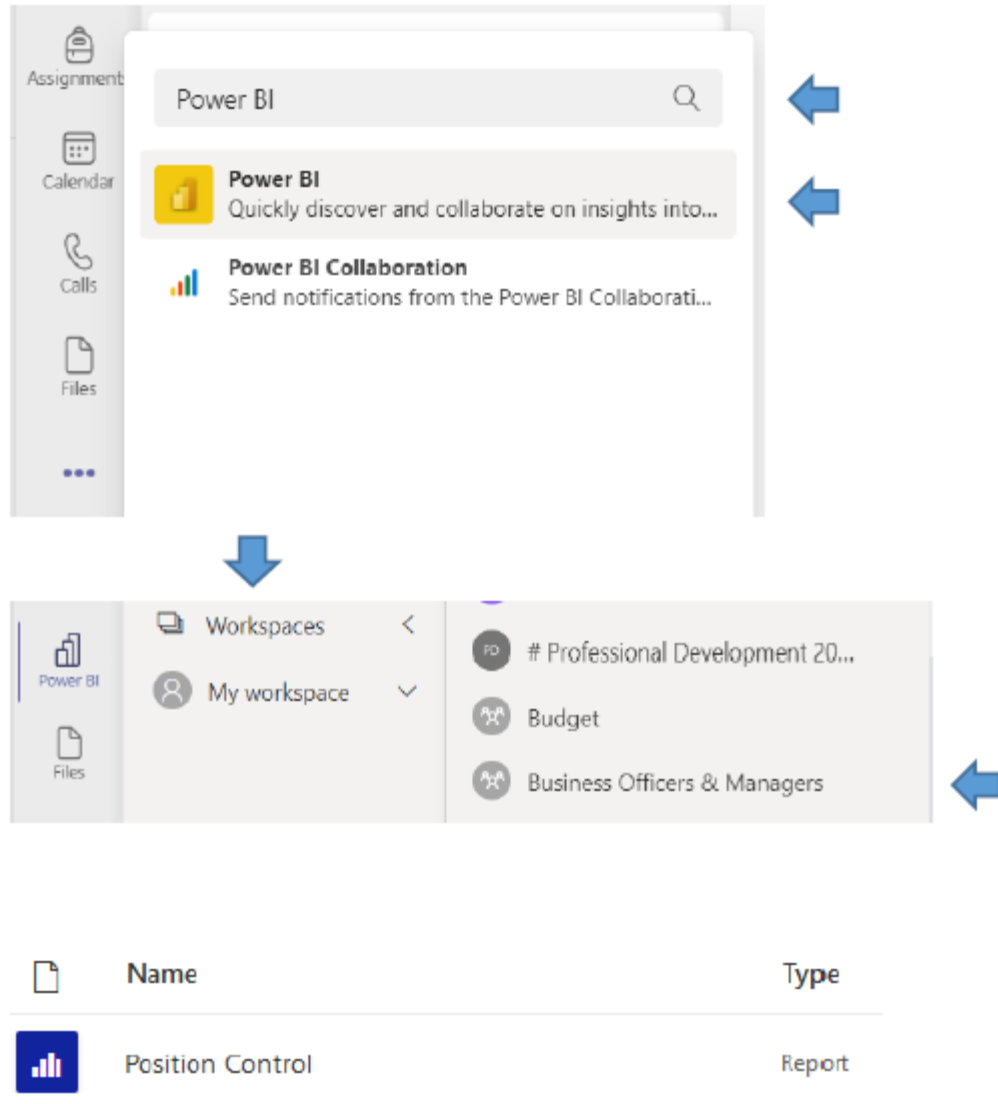 Assignments
Power BI
Calendar
Power BI
Quickly discover and collaborate on insights into...
Calls
Power BI Collaboration
Send notifications from the Power BI Collaborati...
Files
Power BI
Files
Workspaces
My workspace
PD
# Professional Development 20...
Budget
Business Officers & Managers
Name
Type
Position Control
Report